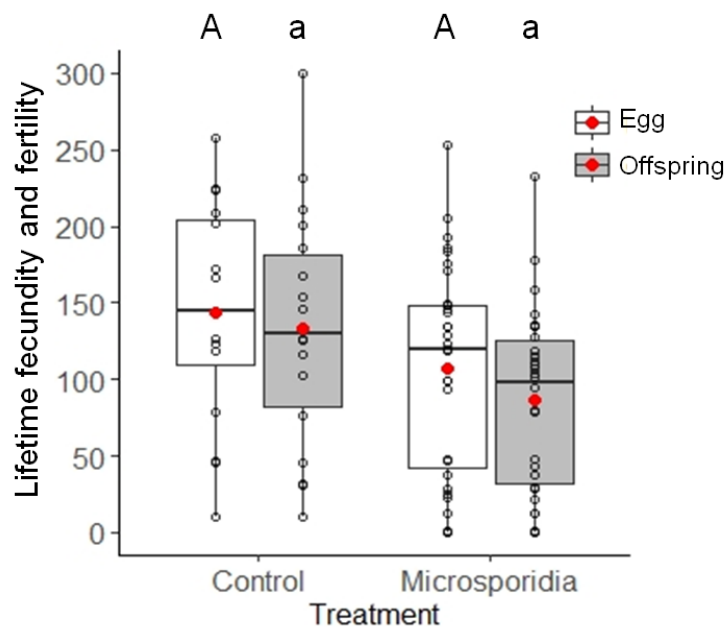 A a A a
Lifetime fecundity and fertility
300
250
200
150
100
50
0
Egg
Offspring
Control Microsporidia
Treatment